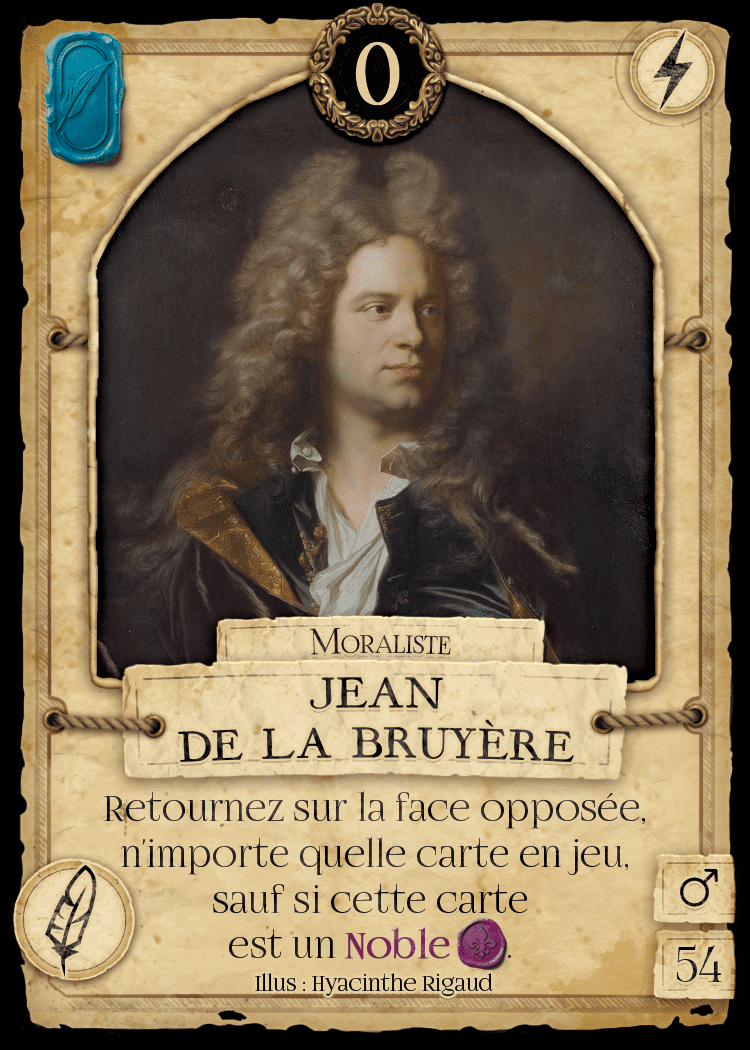 0
Moraliste
JEAN
DE LA BRUYÈRE
Retournez sur la face opposée,
n'importe quelle carte en jeu,
sauf si cette carte
est un Noble .
Illus : Hyacinthe Rigaud
♂
54